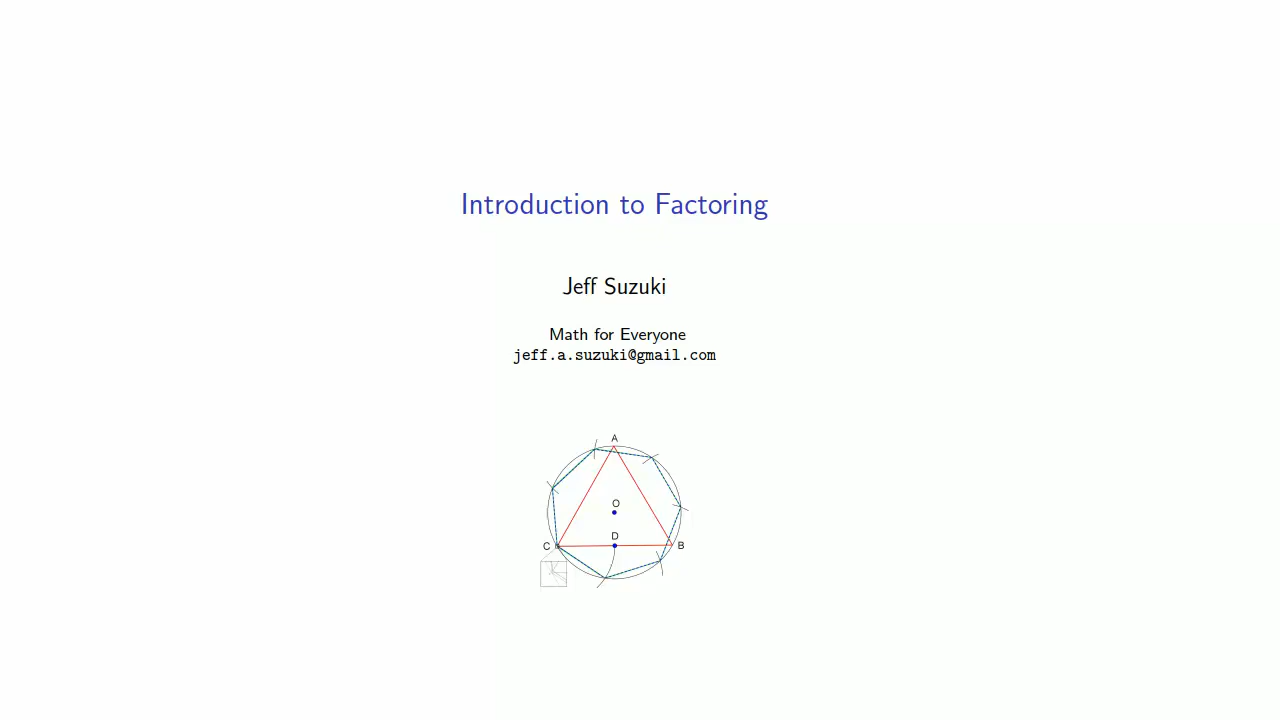 Introduction to Factoring
Jeff Suzuki
Math for Everyone
jeff.a.suzuki@gmail.com
A
O
D
C
B